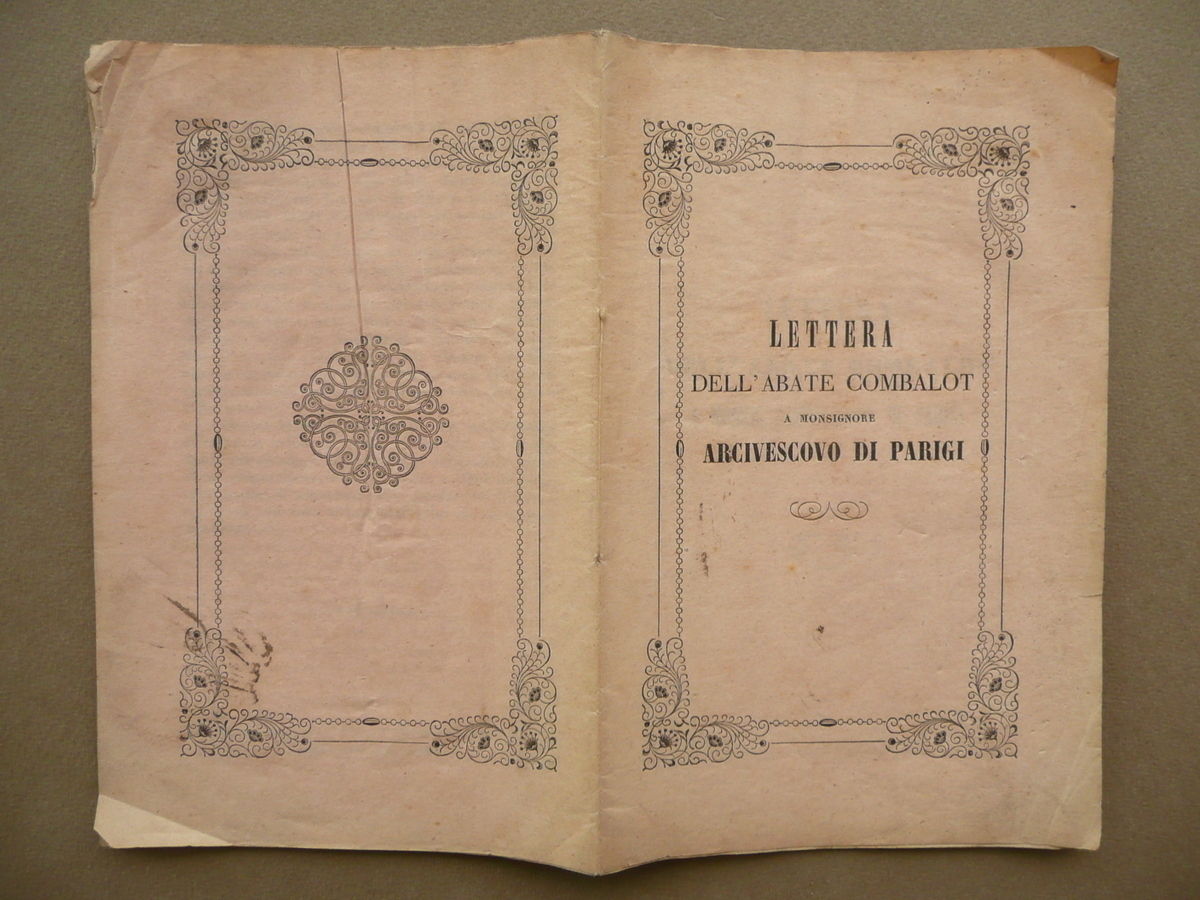 LETTERA
DELL'ABATE COMBALOT
A MONSIGNORE
ARCIVESCOVO DI PARIGI